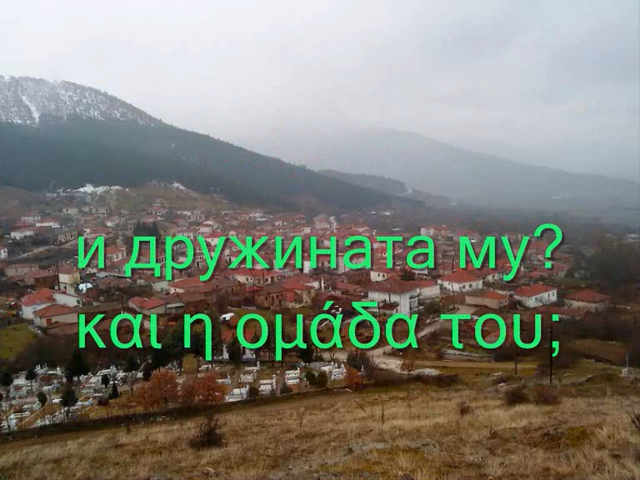 и дружината му?
και η ομάδα του;